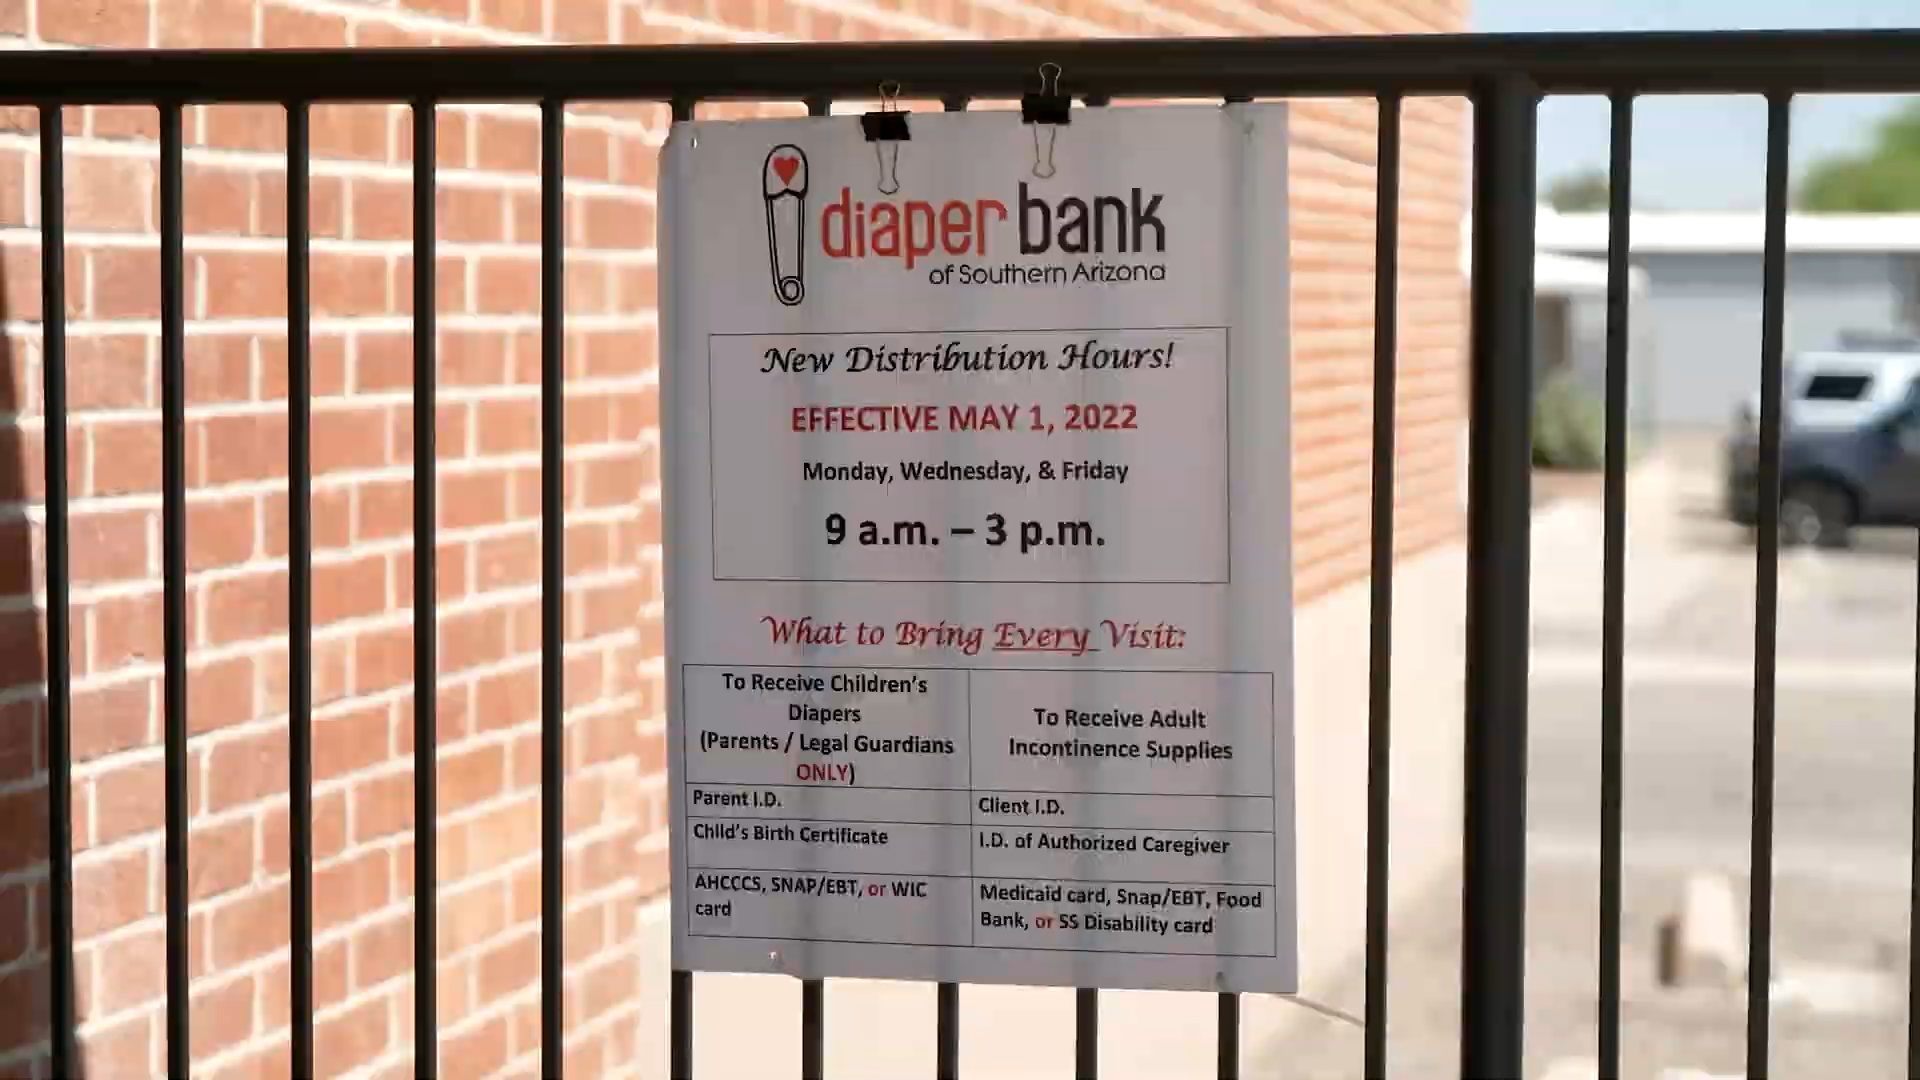 diaper bank
of Southern Arizona
New Distribution Hours!
EFFECTIVE MAY 1, 2022
Monday, Wednesday, & Friday
9 a.m. – 3 p.m.
What to Bring Every Visit:
To Receive Children's
Diapers
(Parents / Legal Guardians
ONLY)
To Receive Adult
Incontinence Supplies
Parent I.D.
Client I.D.
Child's Birth Certificate
I.D. of Authorized Caregiver
AHCCCS, SNAP/EBT, or WIC
card
Medicaid card, Snap/EBT, Food
Bank, or SS Disability card